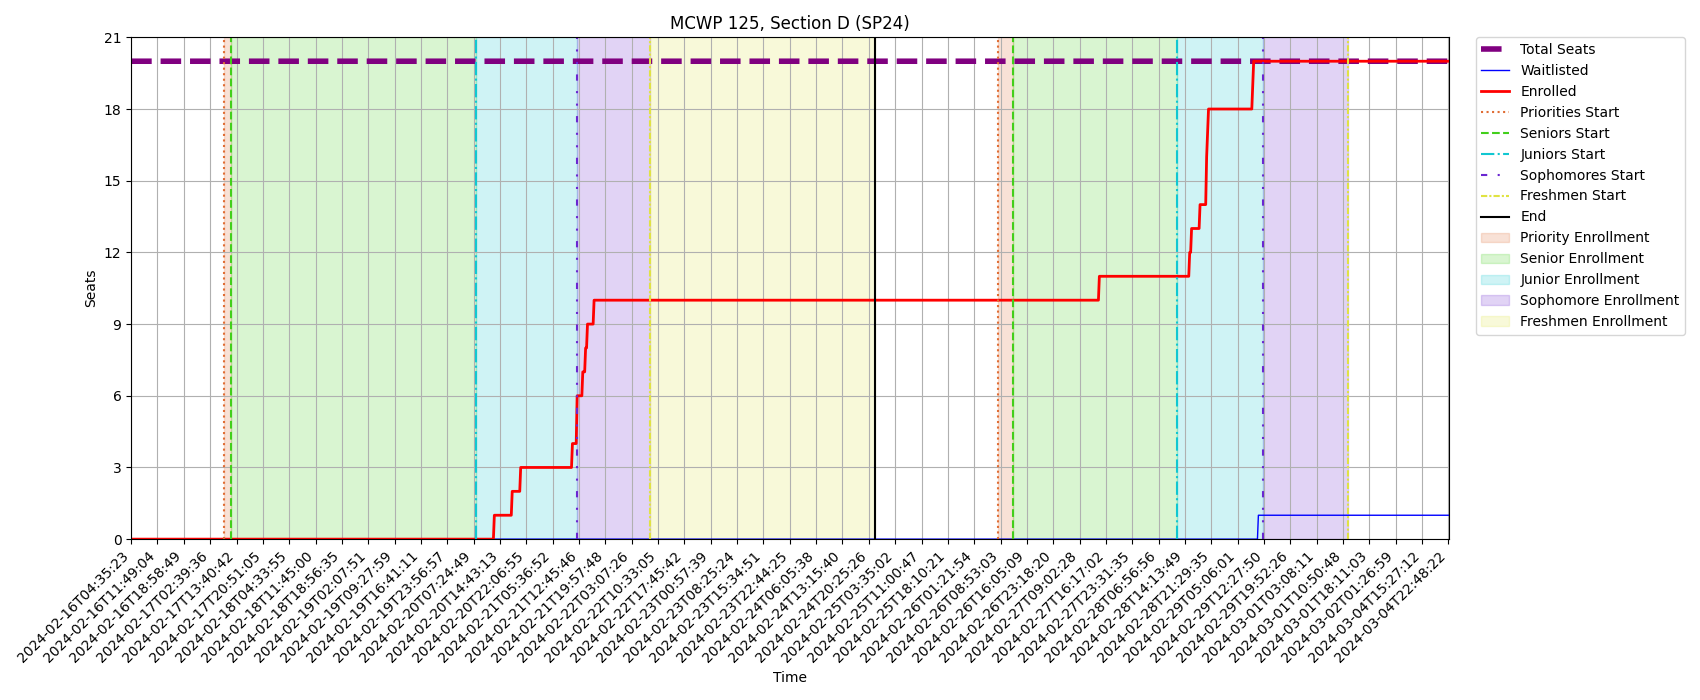 MCWP 125, Section D (SP24)
21
18
15
12
9
6
3
0
Seats
2024-02-16T04:35:23
2024-02-16T11:49:04
2024-02-16T18:58:49
2024-02-17T02:39:36
2024-02-17T13:40:42
2024-02-17T20:51:05
2024-02-18T04:33:55
2024-02-18T11:45:00
2024-02-18T18:56:35
2024-02-19T02:07:51
2024-02-19T09:27:59
2024-02-19T16:41:11
2024-02-19T23:56:57
2024-02-20T07:24:49
2024-02-20T14:43:13
2024-02-20T22:06:55
2024-02-21T05:36:52
2024-02-21T12:45:46
2024-02-21T19:57:48
2024-02-22T03:07:26
2024-02-22T10:33:05
2024-02-22T17:45:42
2024-02-23T00:57:39
2024-02-23T08:25:24
2024-02-23T15:34:51
2024-02-23T22:44:25
2024-02-24T06:05:38
2024-02-24T13:15:40
2024-02-24T20:25:26
2024-02-25T03:35:02
2024-02-25T11:00:47
2024-02-25T18:10:21
2024-02-26T01:21:54
2024-02-26T08:53:03
2024-02-26T16:05:09
2024-02-26T23:18:20
2024-02-27T09:02:28
2024-02-27T16:17:02
2024-02-27T23:31:35
2024-02-28T06:56:56
2024-02-28T14:13:49
2024-02-28T21:29:35
2024-02-29T05:06:01
2024-02-29T12:27:50
2024-02-29T19:52:26
2024-03-01T03:08:11
2024-03-01T10:50:48
2024-03-01T18:11:03
2024-03-02T01:26:59
2024-03-04T15:27:12
2024-03-04T22:48:22
Time
Total Seats
Waitlisted
Enrolled
Priorities Start
Seniors Start
Juniors Start
Sophomores Start
Freshmen Start
End
Priority Enrollment
Senior Enrollment
Junior Enrollment
Sophomore Enrollment
Freshmen Enrollment